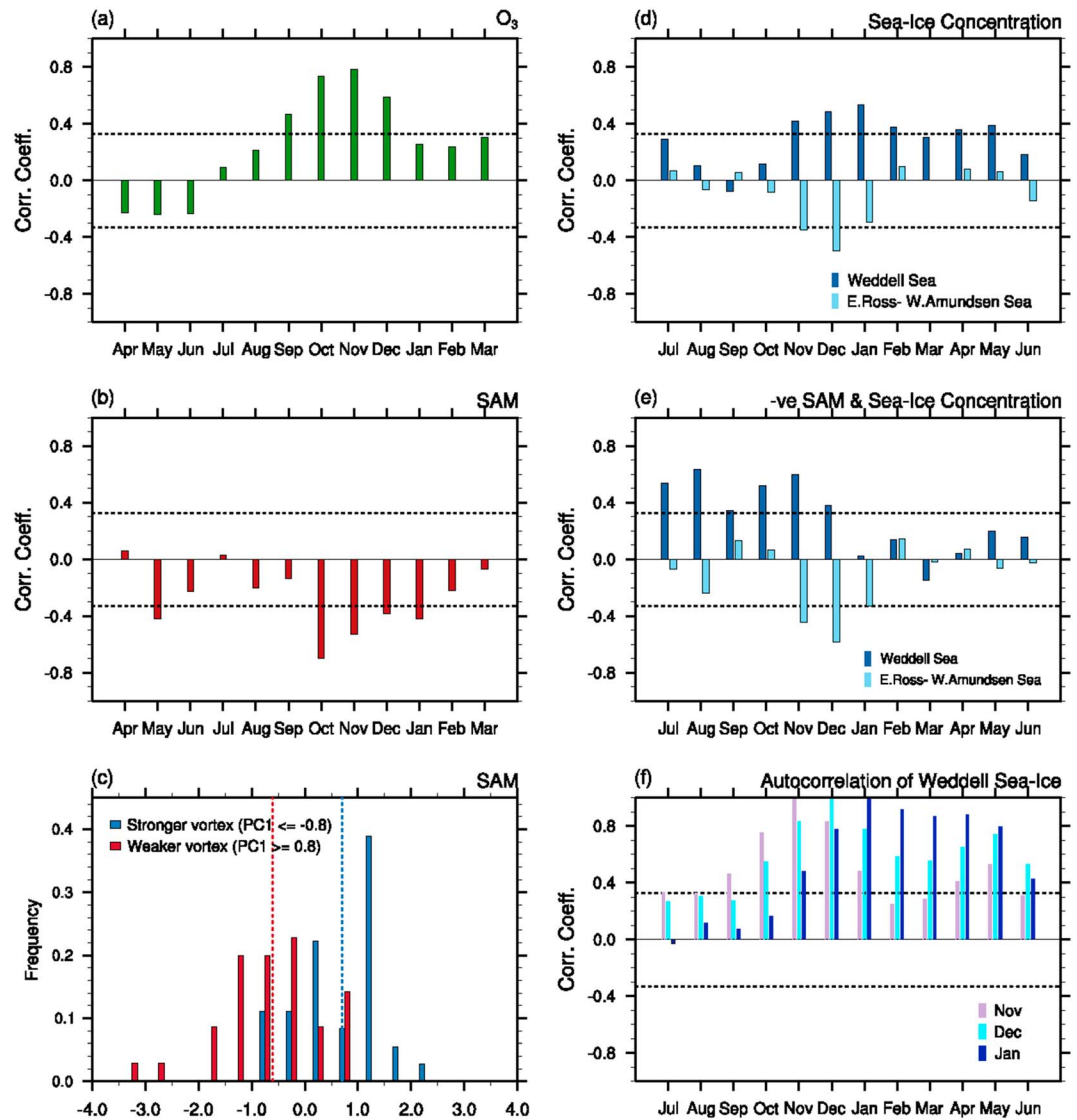 (a) O3
0.8
0.4
0.0
-0.4
-0.8
Corr. Coeff.
Apr May Jun Jul Aug Sep Oct Nov Dec Jan Feb Mar
(d) Sea-Ice Concentration
0.8
0.4
0.0
-0.4
-0.8
Corr. Coeff.
Weddell Sea
E.Ross- W.Amundsen Sea
Jul Aug Sep Oct Nov Dec Jan Feb Mar Apr May Jun
(b) SAM
0.8
0.4
0.0
-0.4
-0.8
Corr. Coeff.
Apr May Jun Jul Aug Sep Oct Nov Dec Jan Feb Mar
(e) -ve SAM & Sea-Ice Concentration
0.8
0.4
0.0
-0.4
-0.8
Corr. Coeff.
Weddell Sea
E.Ross- W.Amundsen Sea
Jul Aug Sep Oct Nov Dec Jan Feb Mar Apr May Jun
(c) SAM
Stronger vortex (PC1 <= -0.8)
Weaker vortex (PC1 >= 0.8)
0.4
0.3
0.2
0.1
0.0
Frequency
-4.0 -3.0 -2.0 -1.0 0.0 1.0 2.0 3.0 4.0
(f) Autocorrelation of Weddell Sea-Ice
0.8
0.4
0.0
-0.4
-0.8
Corr. Coeff.
Nov
Dec
Jan
Jul Aug Sep Oct Nov Dec Jan Feb Mar Apr May Jun